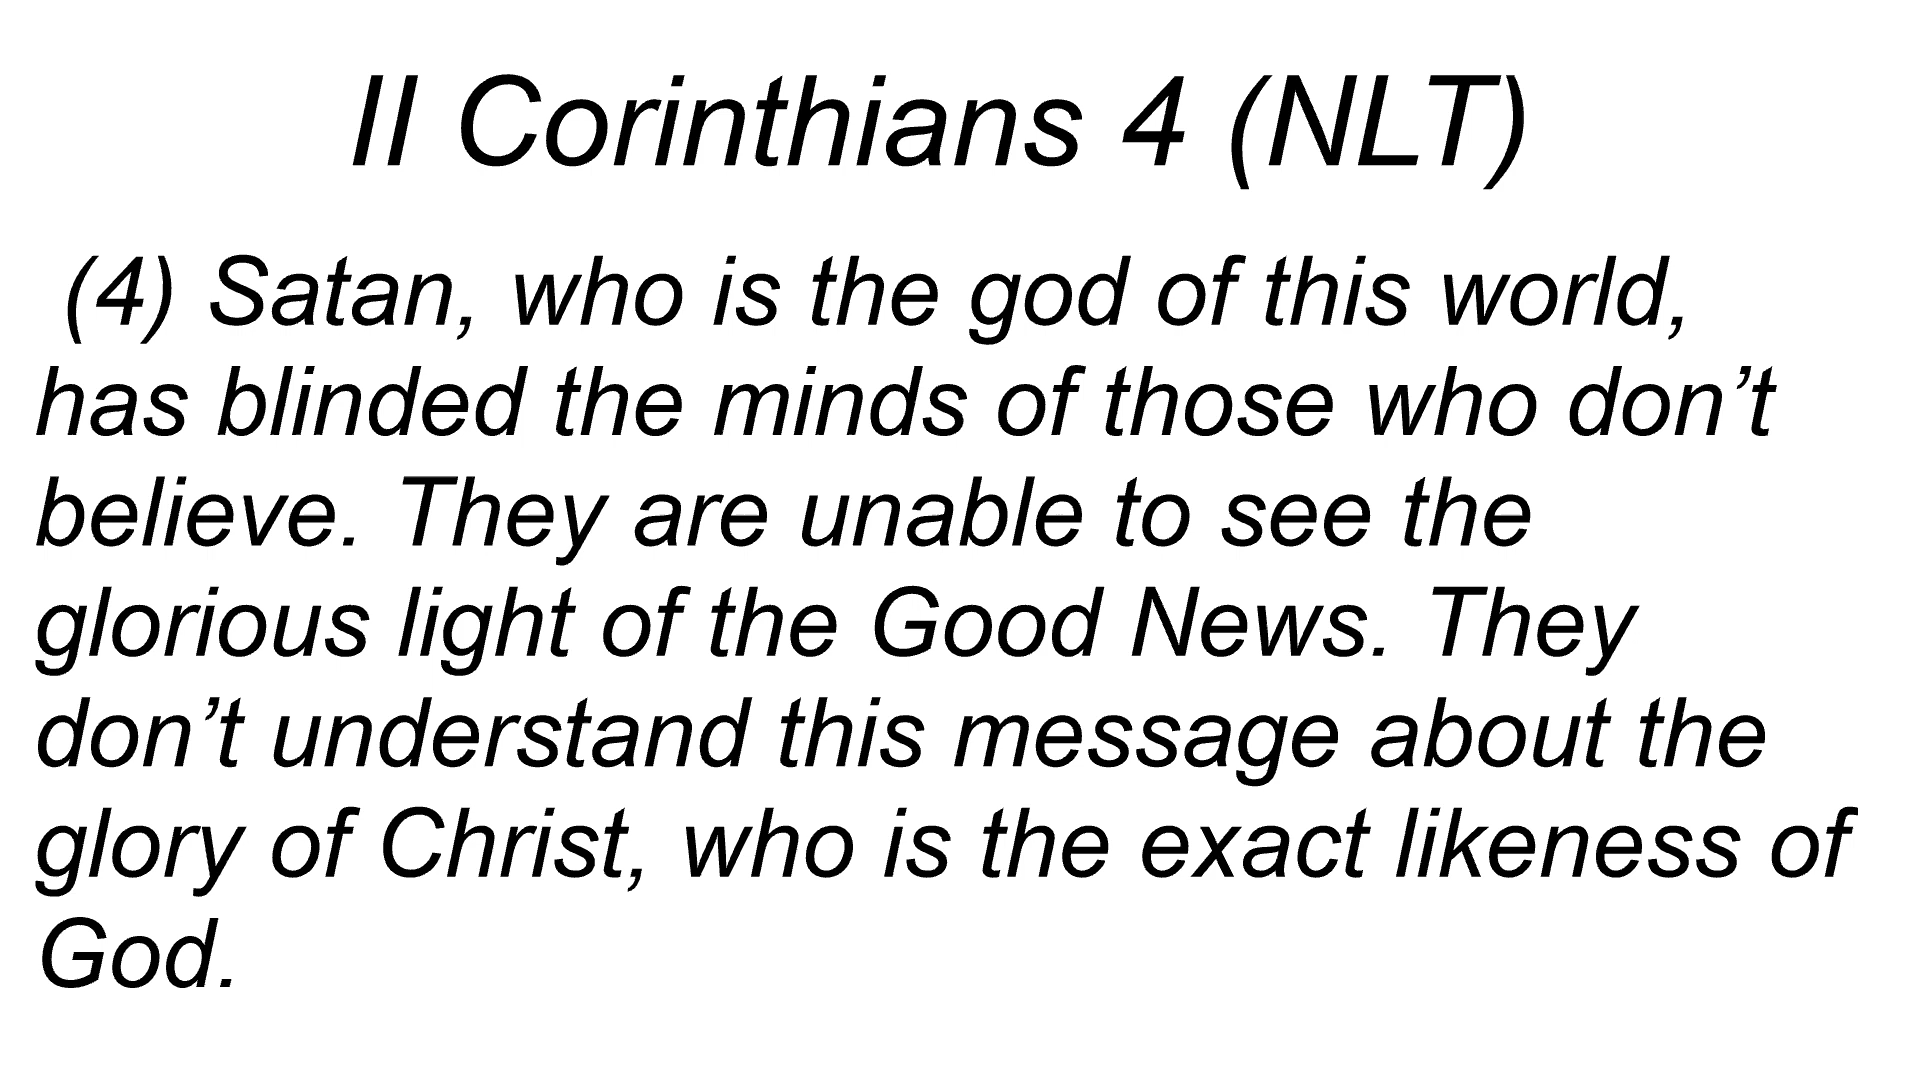 II Corinthians 4 (NLT)
(4) Satan, who is the god of this world,
has blinded the minds of those who don’t
believe. They are unable to see the
glorious light of the Good News. They
don’t understand this message about the
glory of Christ, who is the exact likeness of
God.